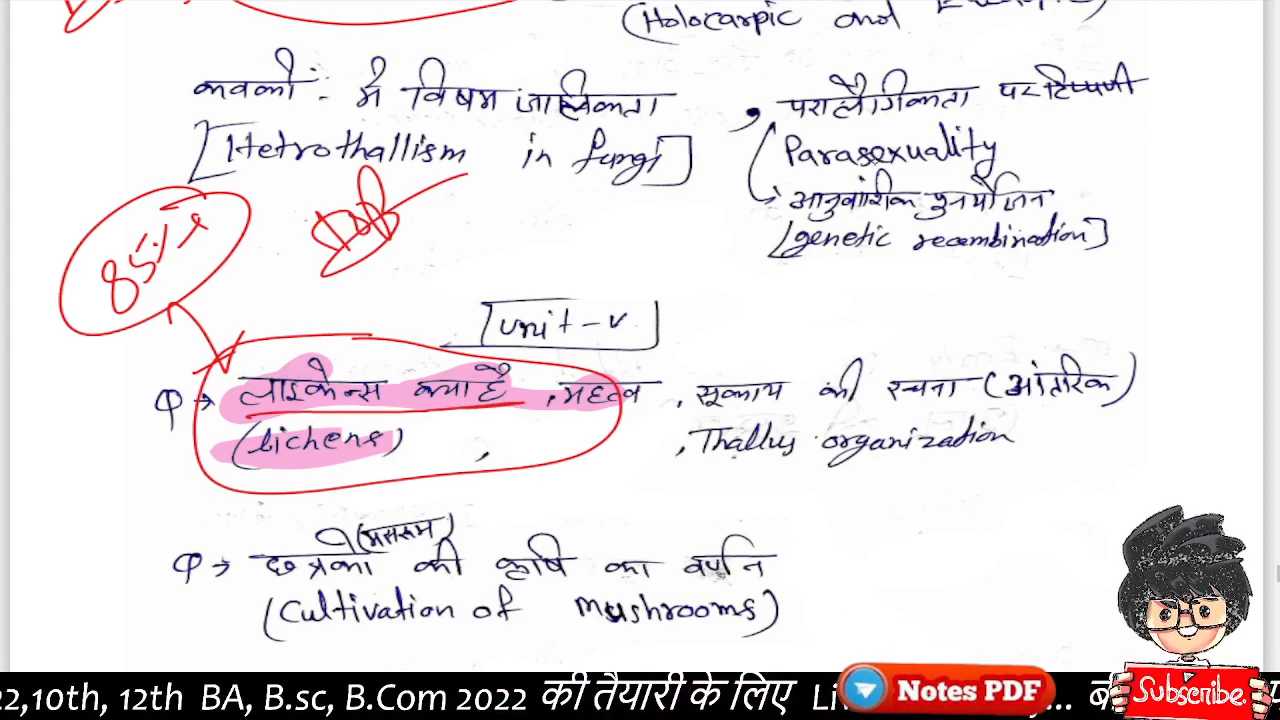 (Holocarpic and
कवको : मे विषम जालिकता
, परालैंगिकता पर टिप्पणी
[Hetrothallism in fungi]
(Parasexuality
→ आनुवांशिक पुनर्योजन
[genetic recombination]
85%
[Unit-V]
Q→ लाइकेन्स क्या है , महत्व , सूकाय की रचना (आंतरिक)
(lichens) , , Thallus organization
(मशरूम)
Q→ छत्रको की कृषि का वर्णन
(Cultivation of mushrooms)
22,10th, 12th BA, B.sc, B.Com 2022 की तैयारी के लिए
Notes PDF
Subscribe